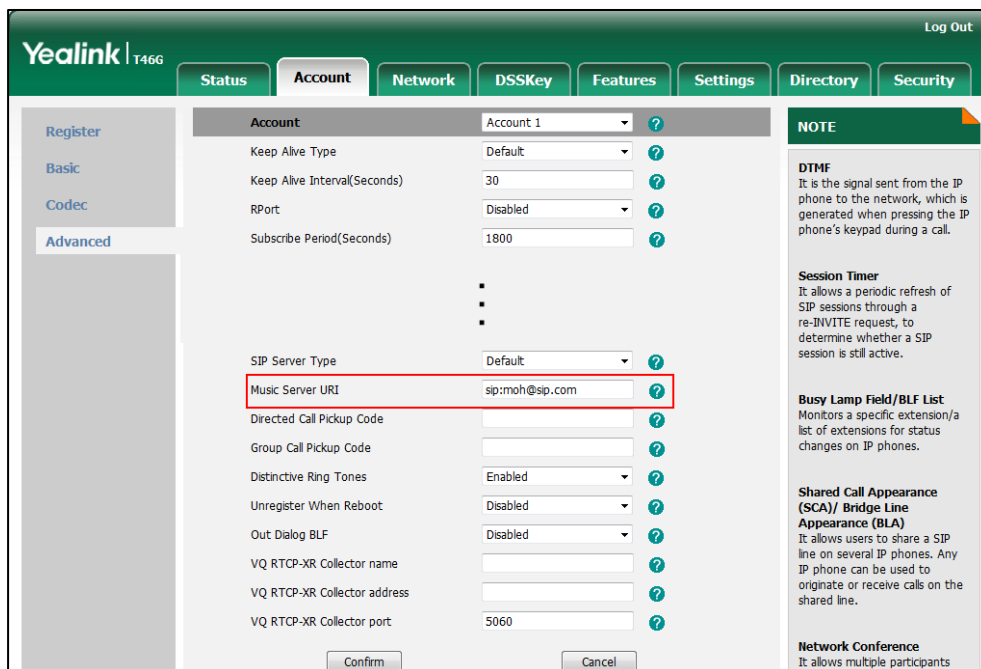 Log Out
Yealink T46G
Status Account Network DSSKey Features Settings Directory Security
Register
Basic
Codec
Advanced
Account Account 1
Keep Alive Type Default
Keep Alive Interval(Seconds) 30
RPort Disabled
Subscribe Period(Seconds) 1800
SIP Server Type Default
Music Server URI sip:moh@sip.com
Directed Call Pickup Code
Group Call Pickup Code
Distinctive Ring Tones Enabled
Unregister When Reboot Disabled
Out Dialog BLF Disabled
VQ RTCP-XR Collector name
VQ RTCP-XR Collector address
VQ RTCP-XR Collector port 5060
Confirm Cancel
NOTE
DTMF
It is the signal sent from the IP
phone to the network, which is
generated when pressing the IP
phone's keypad during a call.
Session Timer
It allows a periodic refresh of
SIP sessions through a
re-INVITE request, to
determine whether a SIP
session is still active.
Busy Lamp Field/BLF List
Monitors a specific extension/a
list of extensions for status
changes on IP phones.
Shared Call Appearance
(SCA)/ Bridge Line
Appearance (BLA)
It allows users to share a SIP
line on several IP phones. Any
IP phone can be used to
originate or receive calls on the
shared line.
Network Conference
It allows multiple participants